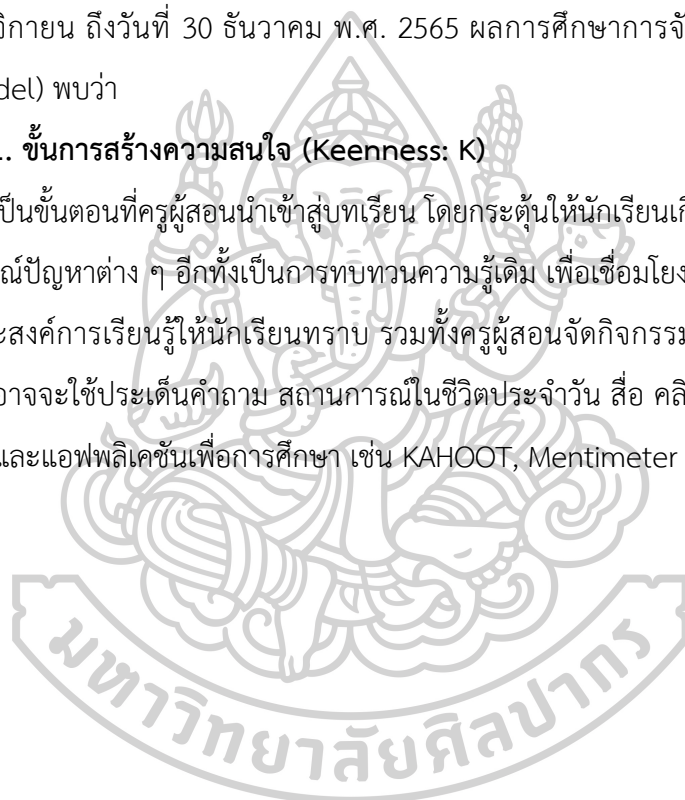 ถึงวันที่ 30 ธันวาคม พ.ศ. 2565 ผลการศึกษาการจั
del) พบว่า
. ขั้นการสร้างความสนใจ (Keenness: K)
เป็นขั้นตอนที่ครูผู้สอนนำเข้าสู่บทเรียน โดยกระตุ้นให้นักเรียนเกิ
ณ์ปัญหาต่าง ๆ อีกทั้งเป็นการทบทวนความรู้เดิม เพื่อเชื่อมโยง
ะสงค์การเรียนรู้ให้นักเรียนทราบ รวมทั้งครูผู้สอนจัดกิจกรรม
อาจจะใช้ประเด็นคำถาม สถานการณ์ในชีวิตประจำวัน สื่อ คลิ
และแอฟพลิเคชันเพื่อการศึกษา เช่น KAHOOT, Mentimeter
มหาวิทยาลัยศิลปากร